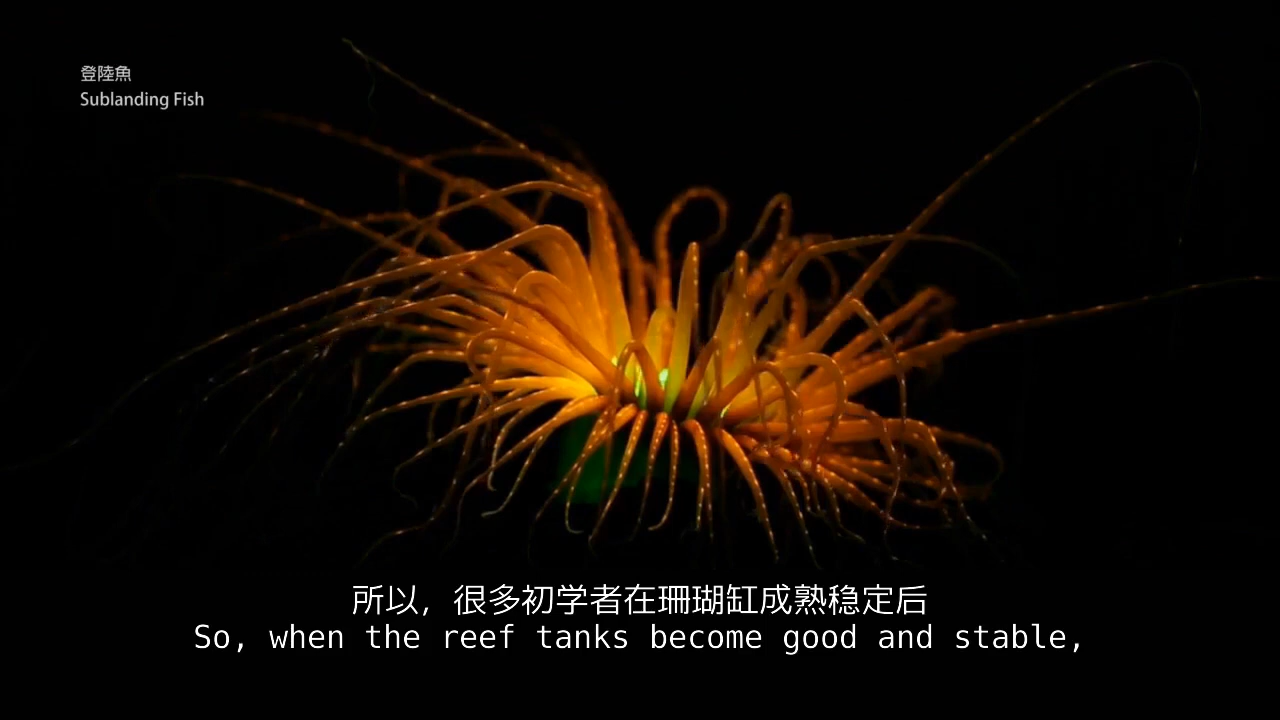 登陸魚
Sublanding Fish
所以，很多初学者在珊瑚缸成熟稳定后
So, when the reef tanks become good and stable,